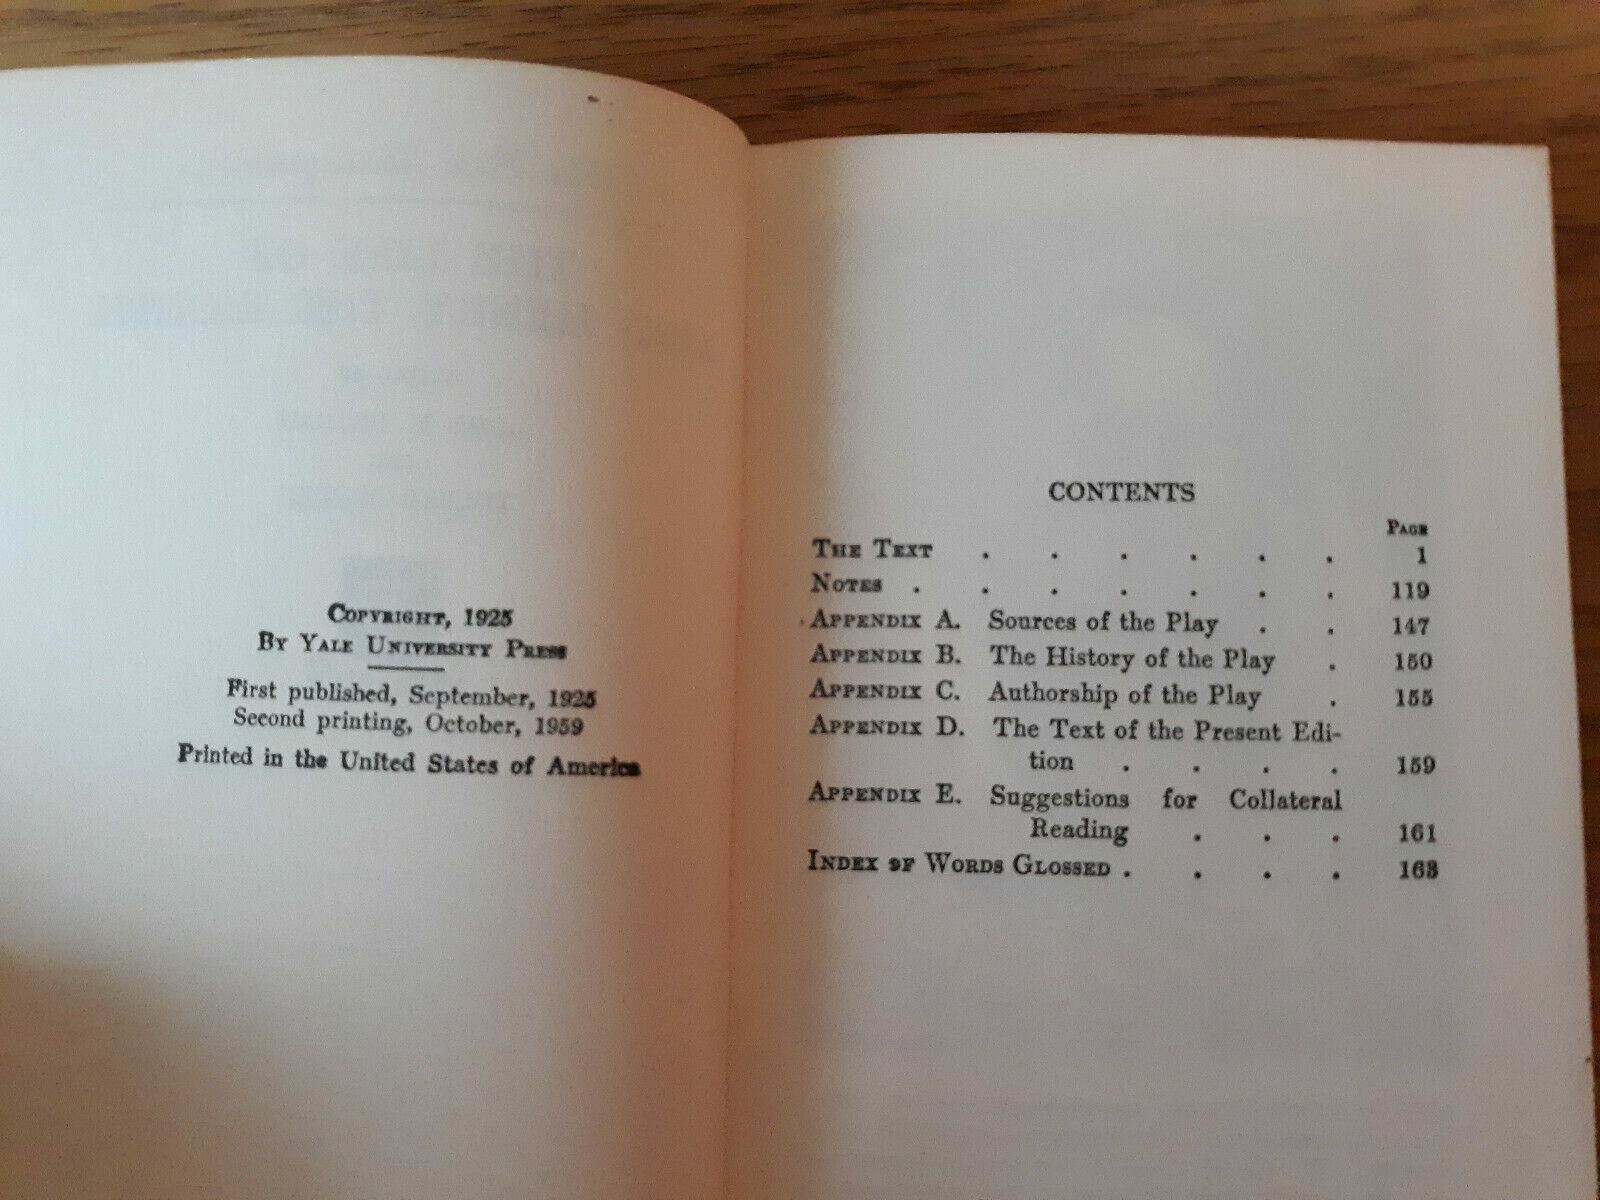 COPYRIGHT, 1925
BY YALE UNIVERSITY PRESS
First published, September, 1925
Second printing, October, 1959
Printed in the United States of America
CONTENTS
PAGE
THE TEXT . . . . . . 1
NOTES . . . . . . . 119
APPENDIX A. Sources of the Play . . 147
APPENDIX B. The History of the Play . 150
APPENDIX C. Authorship of the Play . 155
APPENDIX D. The Text of the Present Edi-
tion . . . . 159
APPENDIX E. Suggestions for Collateral
Reading . . . 161
INDEX OF WORDS GLOSSED . . . . 163